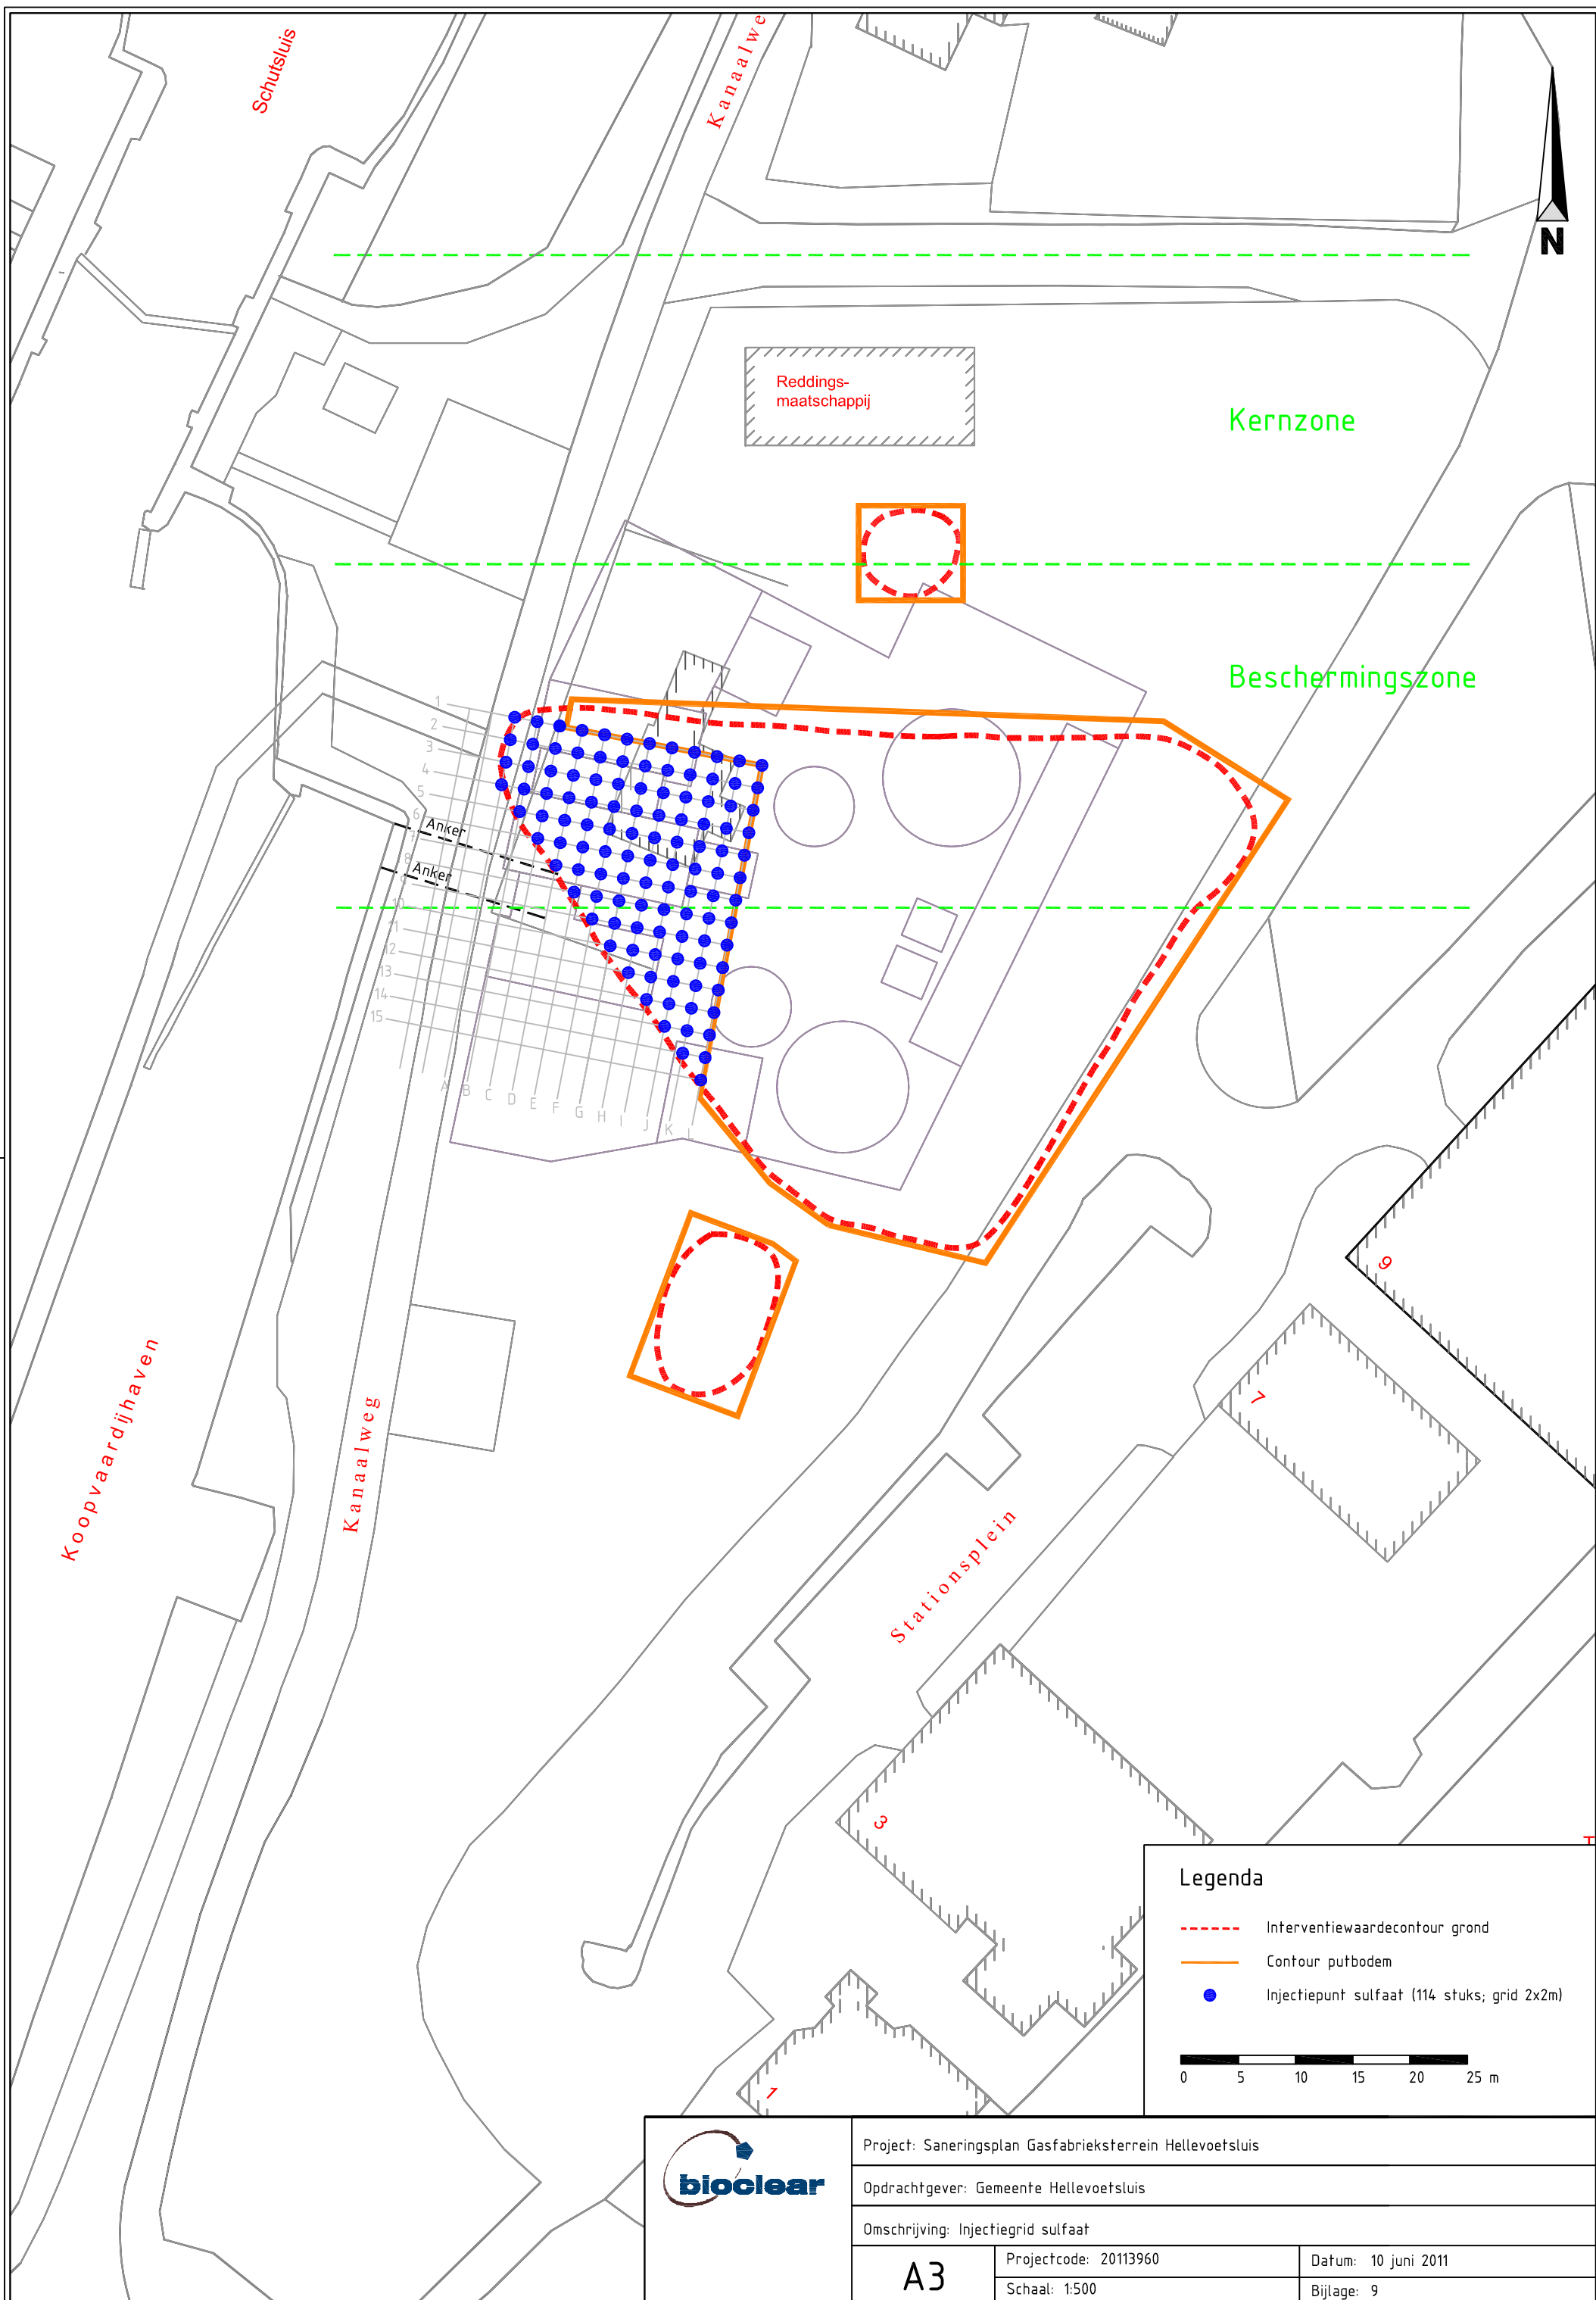 Schutsluis
Kanaalwe
N
Reddings-
maatschappij
Kernzone
Beschermingszone
1
2
3
4
5
6
Anker
8
Anker
10
12
13
14
15
A
B
C
D
E
F
G
H
I
J
K
L
Koopvaardijhaven
Kanaalweg
Stationsplein
9
7
3
1
Legenda
Interventiewaardecontour grond
Contour putbodem
Injectiepunt sulfaat (114 stuks; grid 2x2m)
0 5 10 15 20 25 m
bioclear
Project: Saneringsplan Gasfabrieksterrein Hellevoetsluis
Opdrachtgever: Gemeente Hellevoetsluis
Omschrijving: Injectiegrid sulfaat
A3
Projectcode: 20113960
Datum: 10 juni 2011
Schaal: 1:500
Bijlage: 9